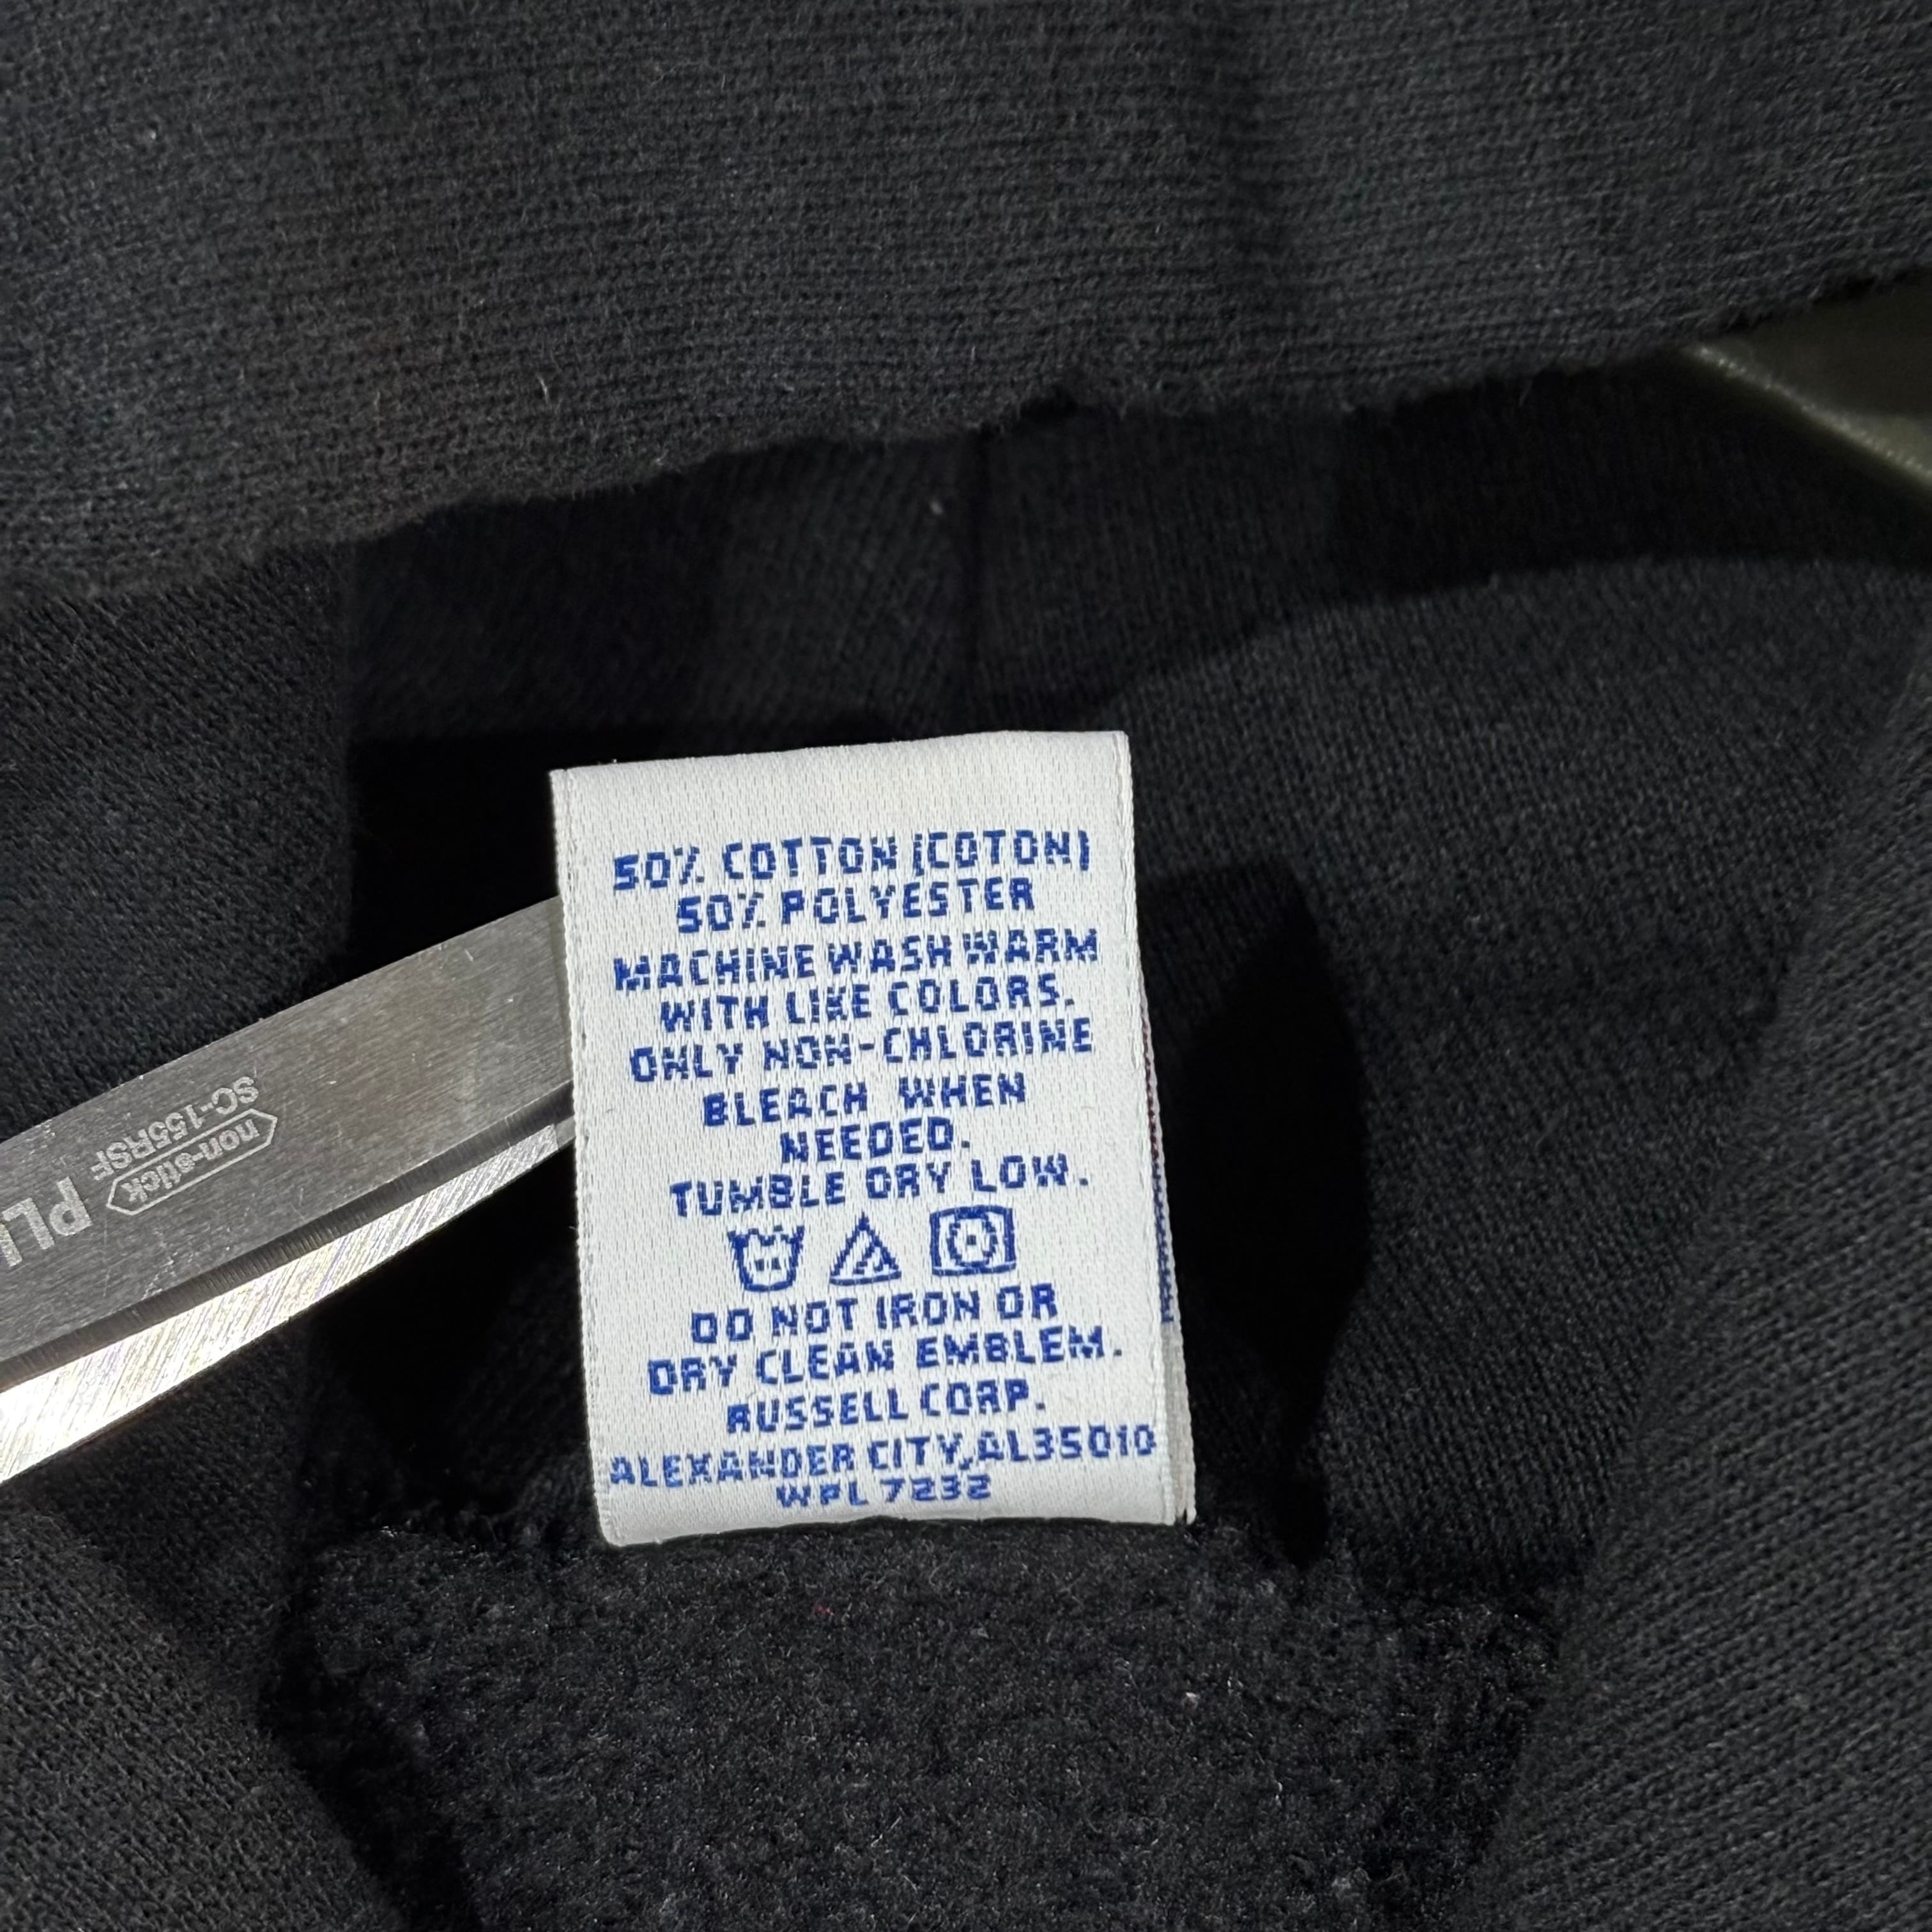 50% COTTON (COTON)
50% POLYESTER
MACHINE WASH WARM
WITH LIKE COLORS.
ONLY NON-CHLORINE
BLEACH WHEN
NEEDED.
TUMBLE DRY LOW.
DO NOT IRON OR
DRY CLEAN EMBLEM.
RUSSELL CORP.
ALEXANDER CITY, AL35010
WPL 7232
non-stick
SC-155RSF